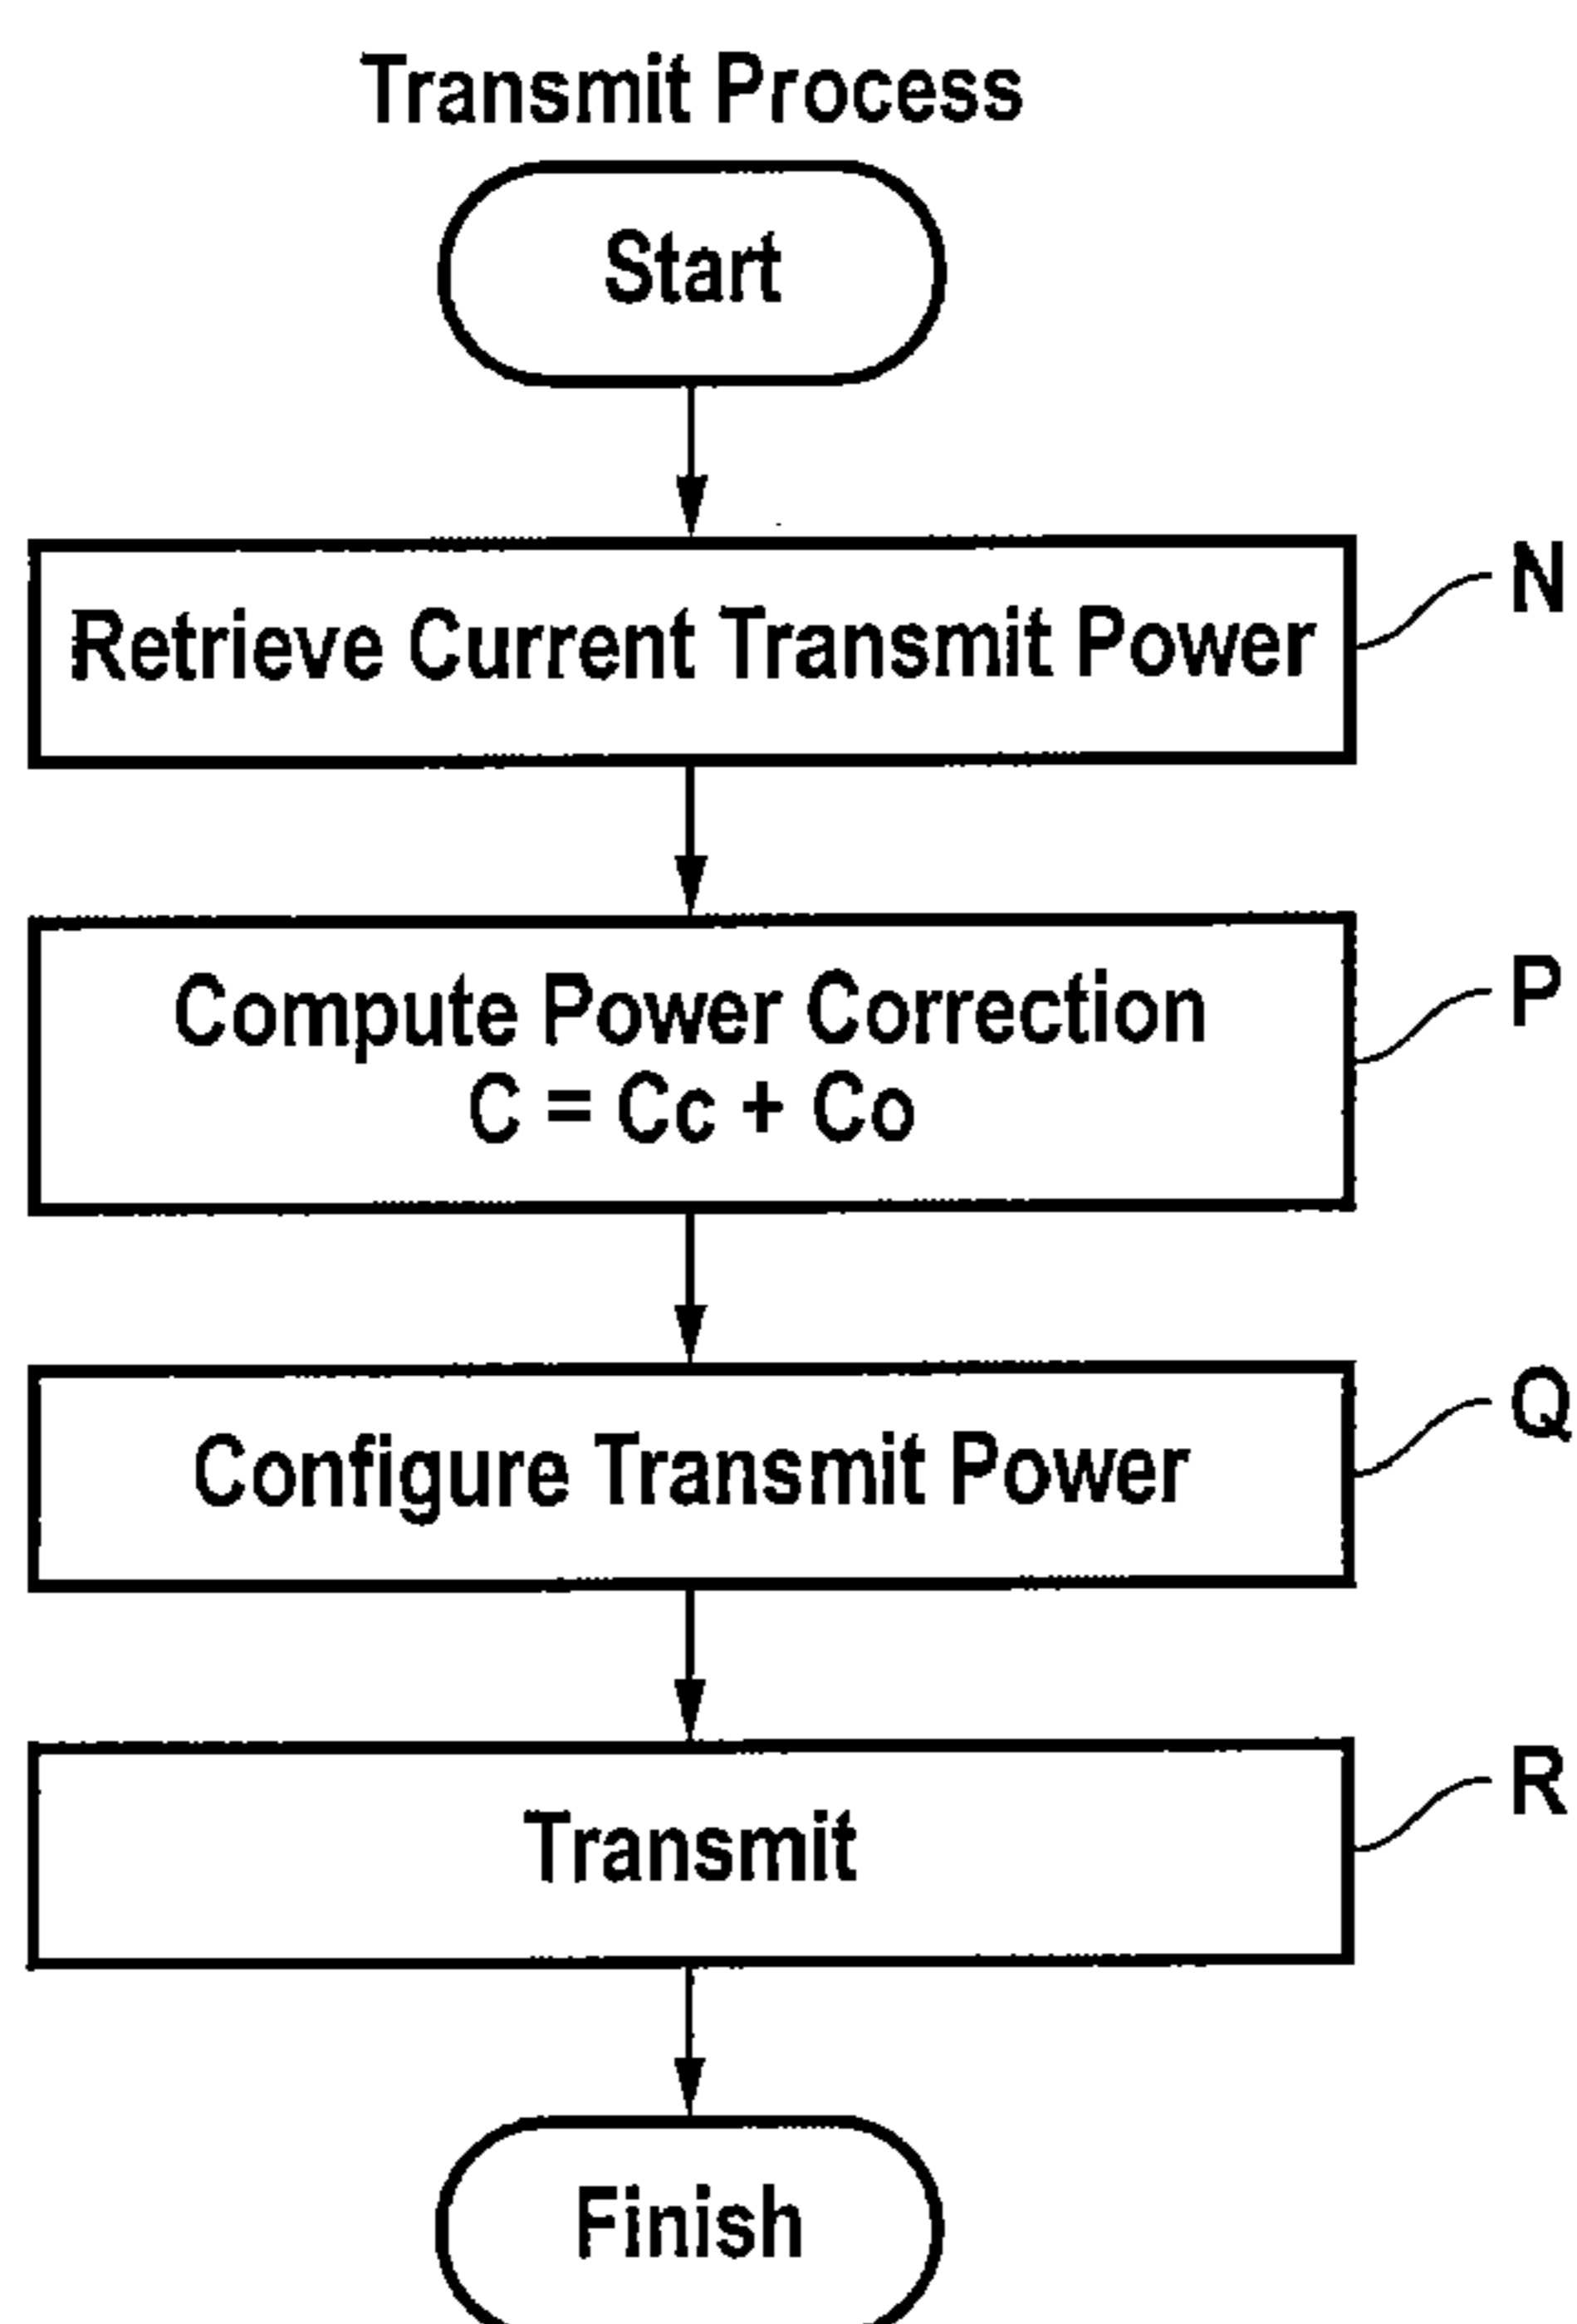 Transmit Process
Start
Retrieve Current Transmit Power
N
Compute Power Correction
C = Cc + Co
P
Configure Transmit Power
Q
Transmit
R
Finish